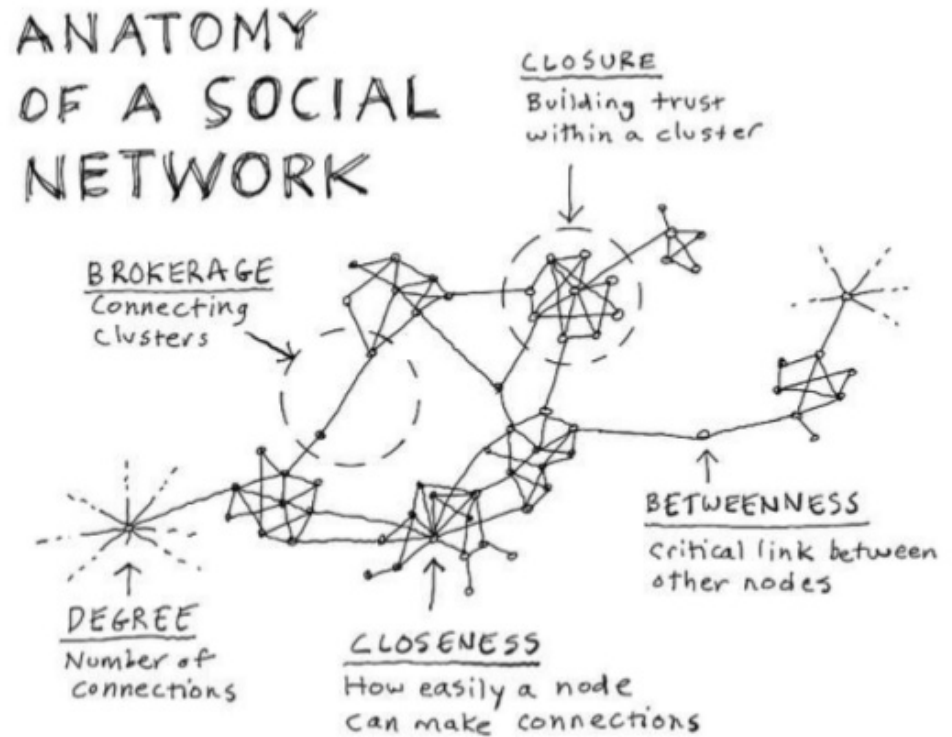 ANATOMY
OF A SOCIAL
NETWORK
CLOSURE
Building trust
within a cluster
BROKERAGE
Connecting
Clusters
BETWEENNESS
Critical link between
other nodes
DEGREE
Number of
Connections
CLOSENESS
How easily a node
Can make connections